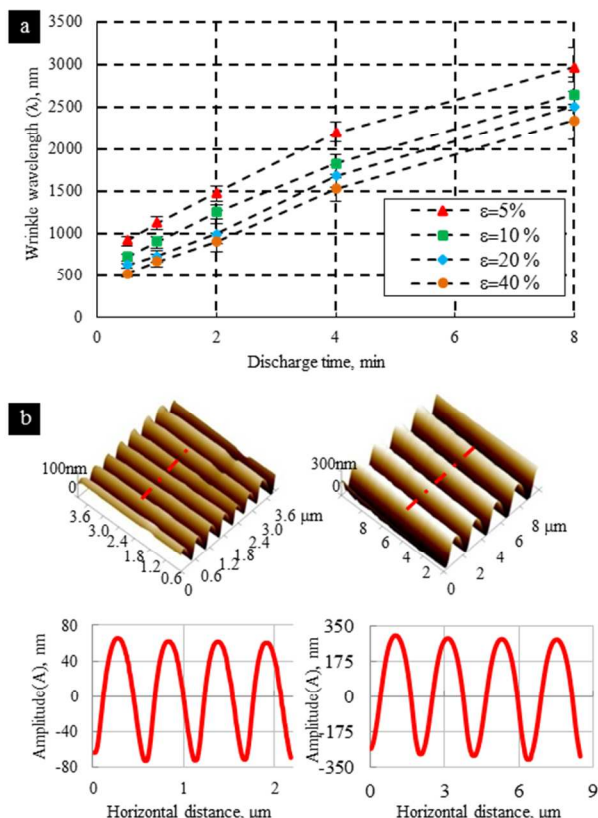 a
3500
3000
2500
2000
1500
1000
500
0
Wrinkle wavelength (λ), nm
ε=5%
ε=10 %
ε=20 %
ε=40 %
0 2 4 6 8
Discharge time, min
b
100nm
0
3.6
3.0
2.4
1.8
1.2
0.6
0
0.6
1.2
1.8
2.4
3.0
3.6 μm
300nm
0
8
6
4
2
0
2
4
6
8 μm
Amplitude(A), nm
80
40
0
-40
-80
0 1 2
Horizontal distance, μm
Amplitude(A), nm
350
175
0
-175
-350
0 3 6 9
Horizontal distance, μm